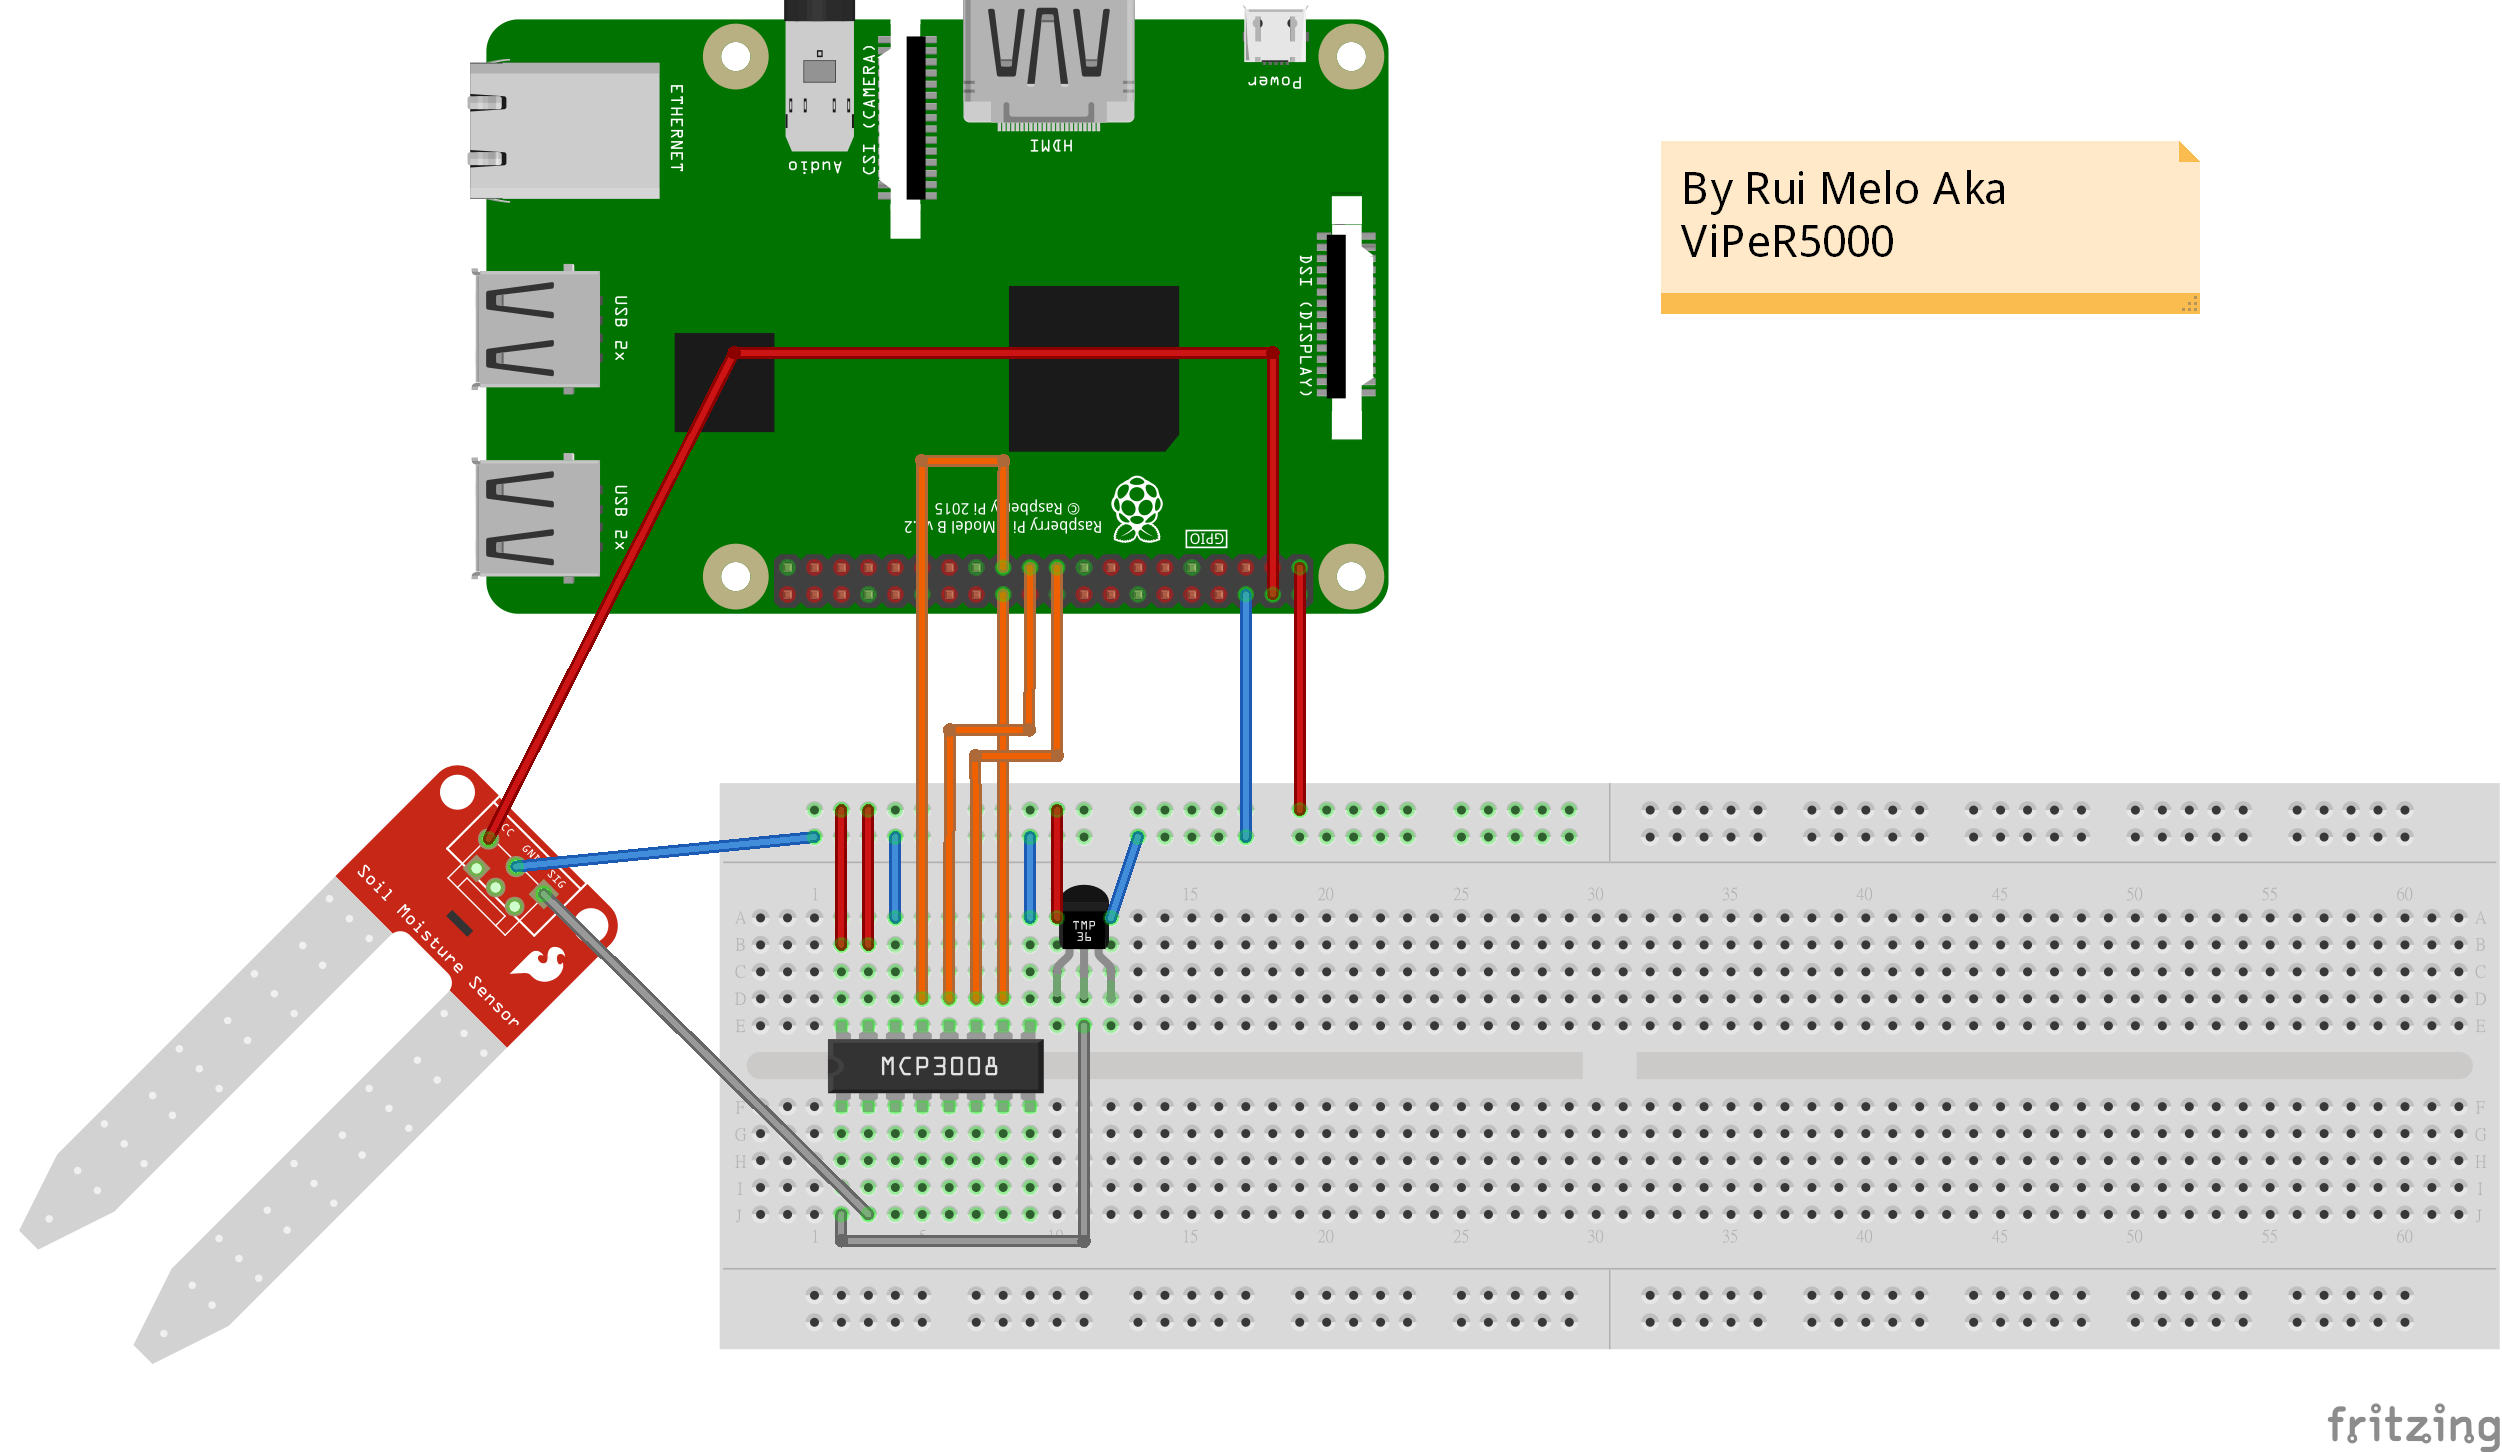 ETHERNET
Audio
CSI (CAMERA)
HDMI
Power
By Rui Melo Aka
ViPeR5000
USB 2x
DSI (DISPLAY)
USB 2x
Raspberry Pi Model B
© Raspberry Pi 2015
GPIO
CC
GND
SIG
Soil Moisture Sensor
1 15 20 25 30 35 40 45 50 55 60
A A
B B
C C
D D
E E
TMP
36
MCP3008
F F
G G
H H
I I
J J
1 5 10 15 20 25 30 35 40 45 50 55 60
fritzing